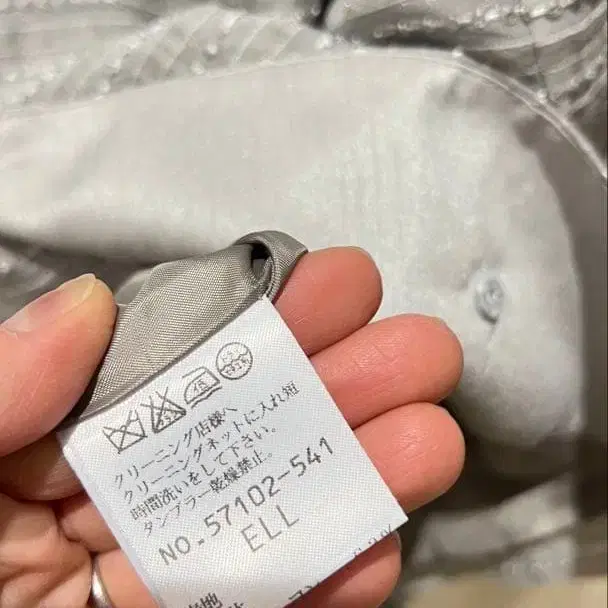 クリーニング店様へ
クリーニングネットに入れ短
時間洗いをして下さい。
タンブラー乾燥禁止。
NO.57102-541
ELL